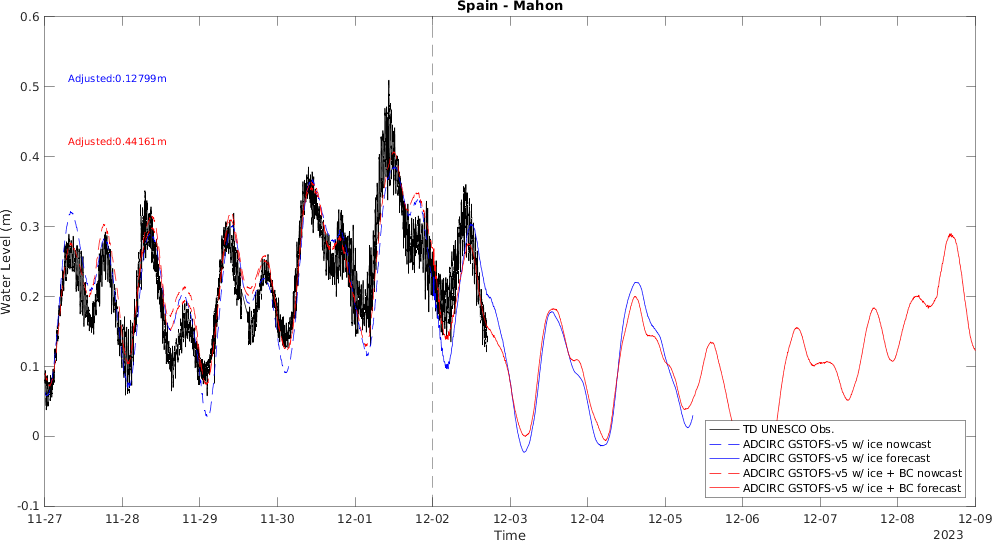 Spain - Mahon
0.6
0.5
0.4
0.3
0.2
0.1
0
-0.1
Water Level (m)
Adjusted:0.12799m
Adjusted:0.44161m
TD UNESCO Obs.
ADCIRC GSTOFS-v5 w/ ice nowcast
ADCIRC GSTOFS-v5 w/ ice forecast
ADCIRC GSTOFS-v5 w/ ice + BC nowcast
ADCIRC GSTOFS-v5 w/ ice + BC forecast
11-27 11-28 11-29 11-30 12-01 12-02 12-03 12-04 12-05 12-06 12-07 12-08 12-09
Time
2023